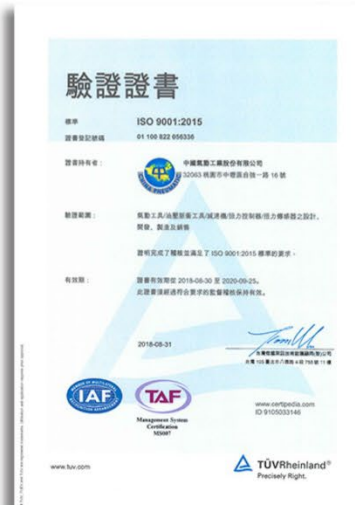 驗證證書
標準 ISO 9001:2015
證書登記號碼 01 100 822 656336
證書持有者： 中國氣動工業股份有限公司
32063 桃園市中壢區自強一路 16 號
CHINA PNEUMATIC
驗證範圍： 氣動工具/油壓扳手工具/減速機/扭力控制器/扭力傳感器之設計、
開發、製造及銷售
證明完成了稽核並滿足了 ISO 9001:2015 標準的要求。
有效期： 證書有效期從 2018-08-30 至 2020-09-25。
此證書須經過符合要求的監督稽核保持有效。
2018-08-31
IAF
TAF
Management System
Certification
MS007
www.certipedia.com
ID 9105033146
www.tuv.com
TÜVRheinland®
Precisely Right.